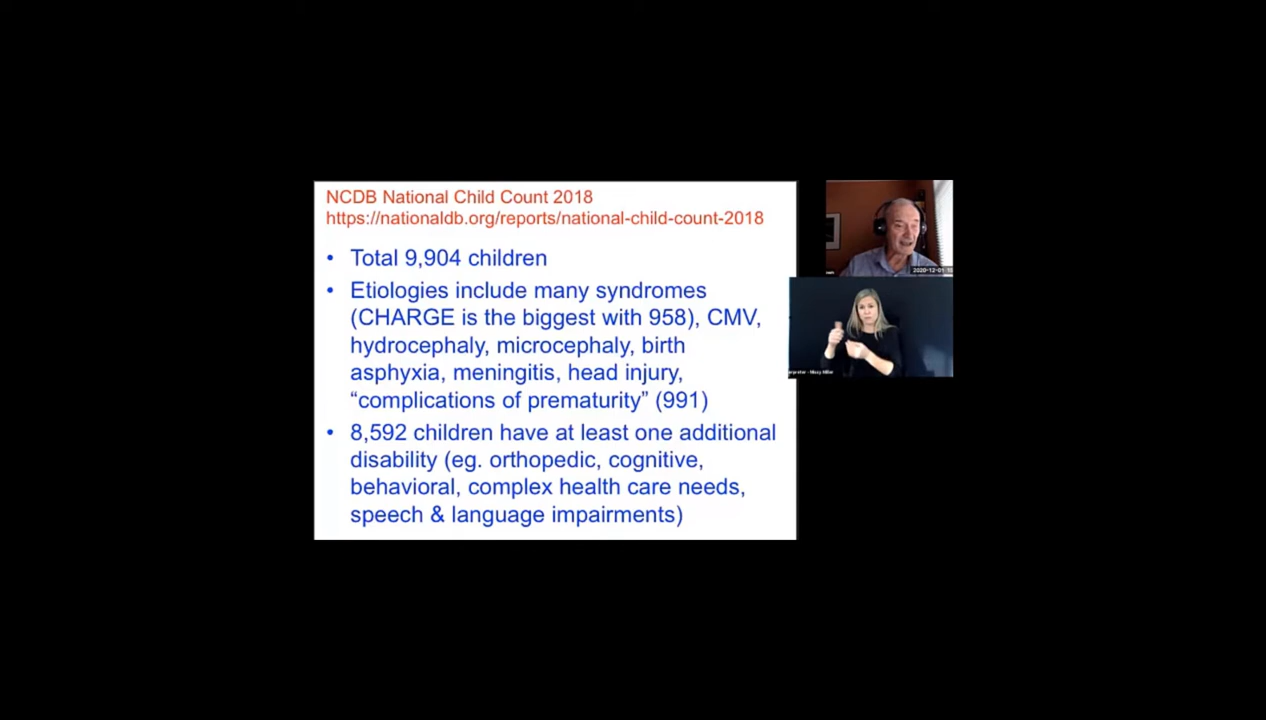 NCDB National Child Count 2018
https://nationaldb.org/reports/national-child-count-2018
• Total 9,904 children
• Etiologies include many syndromes
(CHARGE is the biggest with 958), CMV,
hydrocephaly, microcephaly, birth
asphyxia, meningitis, head injury,
“complications of prematurity” (991)
• 8,592 children have at least one additional
disability (eg. orthopedic, cognitive,
behavioral, complex health care needs,
speech & language impairments)
2020-12-01